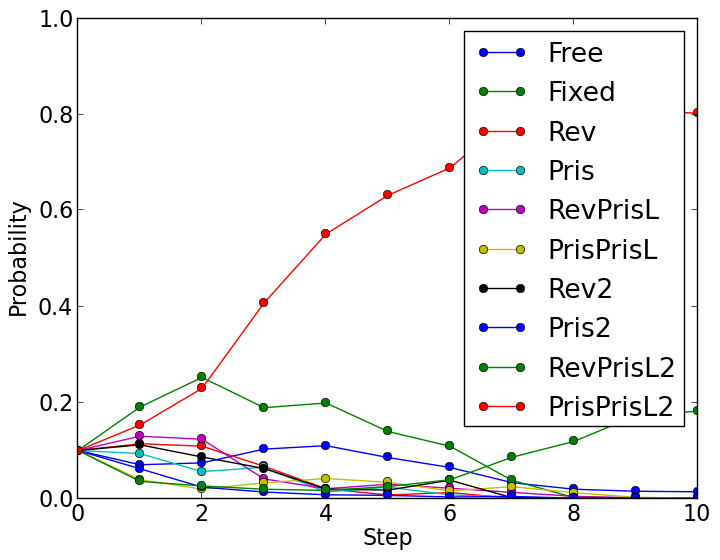 1.0
0.8
0.6
0.4
0.2
0.0
Probability
0 2 4 6 8 10
Step
Free
Fixed
Rev
Pris
RevPrisL
PrisPrisL
Rev2
Pris2
RevPrisL2
PrisPrisL2